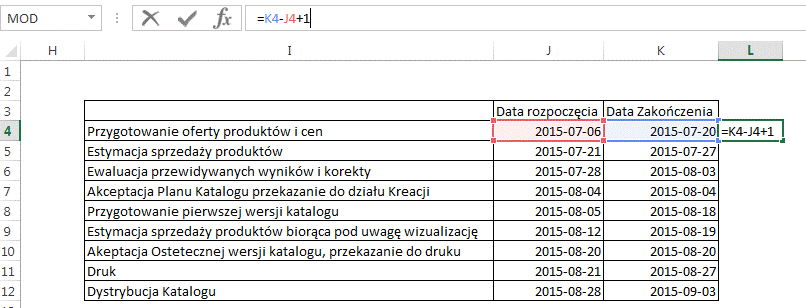 MOD =K4-J4+1
H I J K L
1
2
3 Data rozpoczęcia Data Zakończenia
4 Przygotowanie oferty produktów i cen 2015-07-06 2015-07-20 =K4-J4+1
5 Estymacja sprzedaży produktów 2015-07-21 2015-07-27
6 Ewaluacja przewidywanych wyników i korekty 2015-07-28 2015-08-03
7 Akceptacja Planu Katalogu przekazanie do działu Kreacji 2015-08-04 2015-08-04
8 Przygotowanie pierwszej wersji katalogu 2015-08-05 2015-08-18
9 Estymacja sprzedaży produktów biorąca pod uwagę wizualizację 2015-08-12 2015-08-19
10 Akeptacja Ostetecznej wersji katalogu, przekazanie do druku 2015-08-20 2015-08-20
11 Druk 2015-08-21 2015-08-27
12 Dystrybucja Katalogu 2015-08-28 2015-09-03